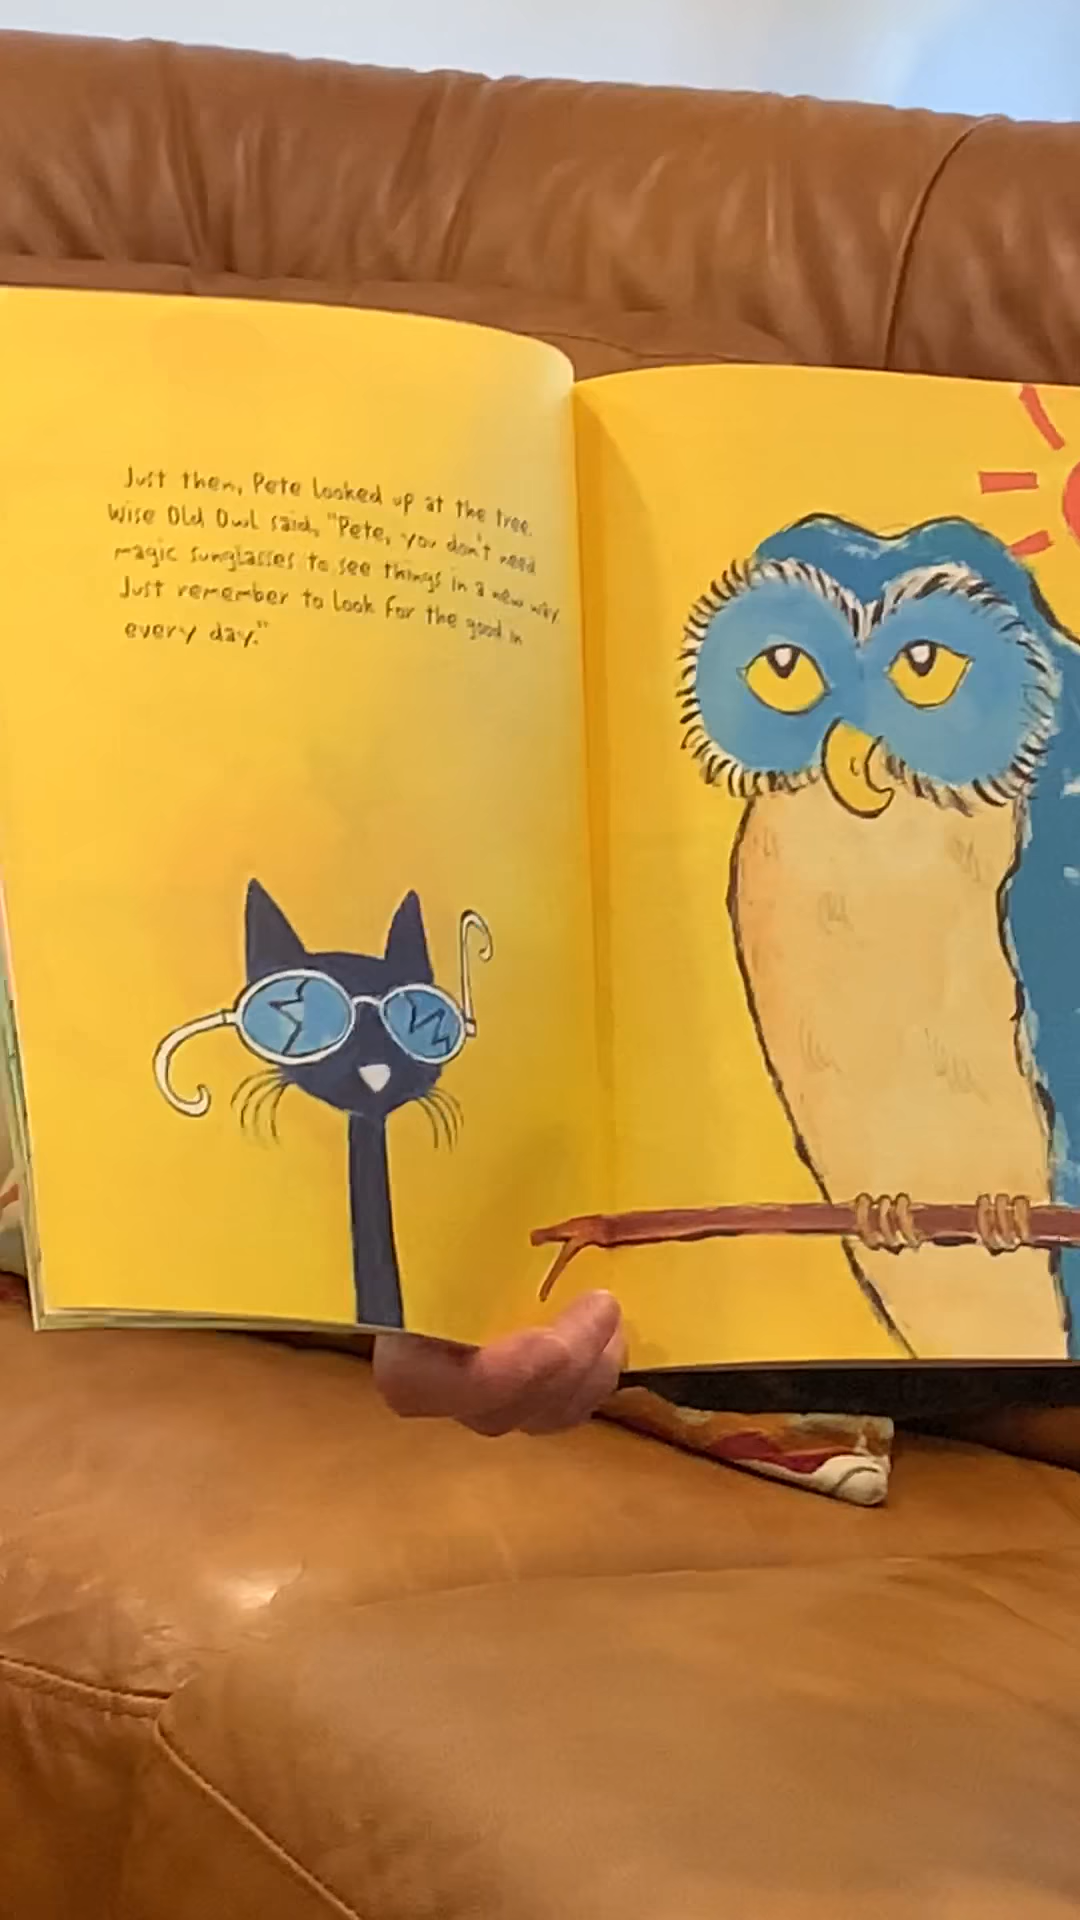 Just then, Pete looked up at the tree.
Wise Old Owl said, "Pete, you don't need
magic sunglasses to see things in a new way.
Just remember to look for the good in
every day."